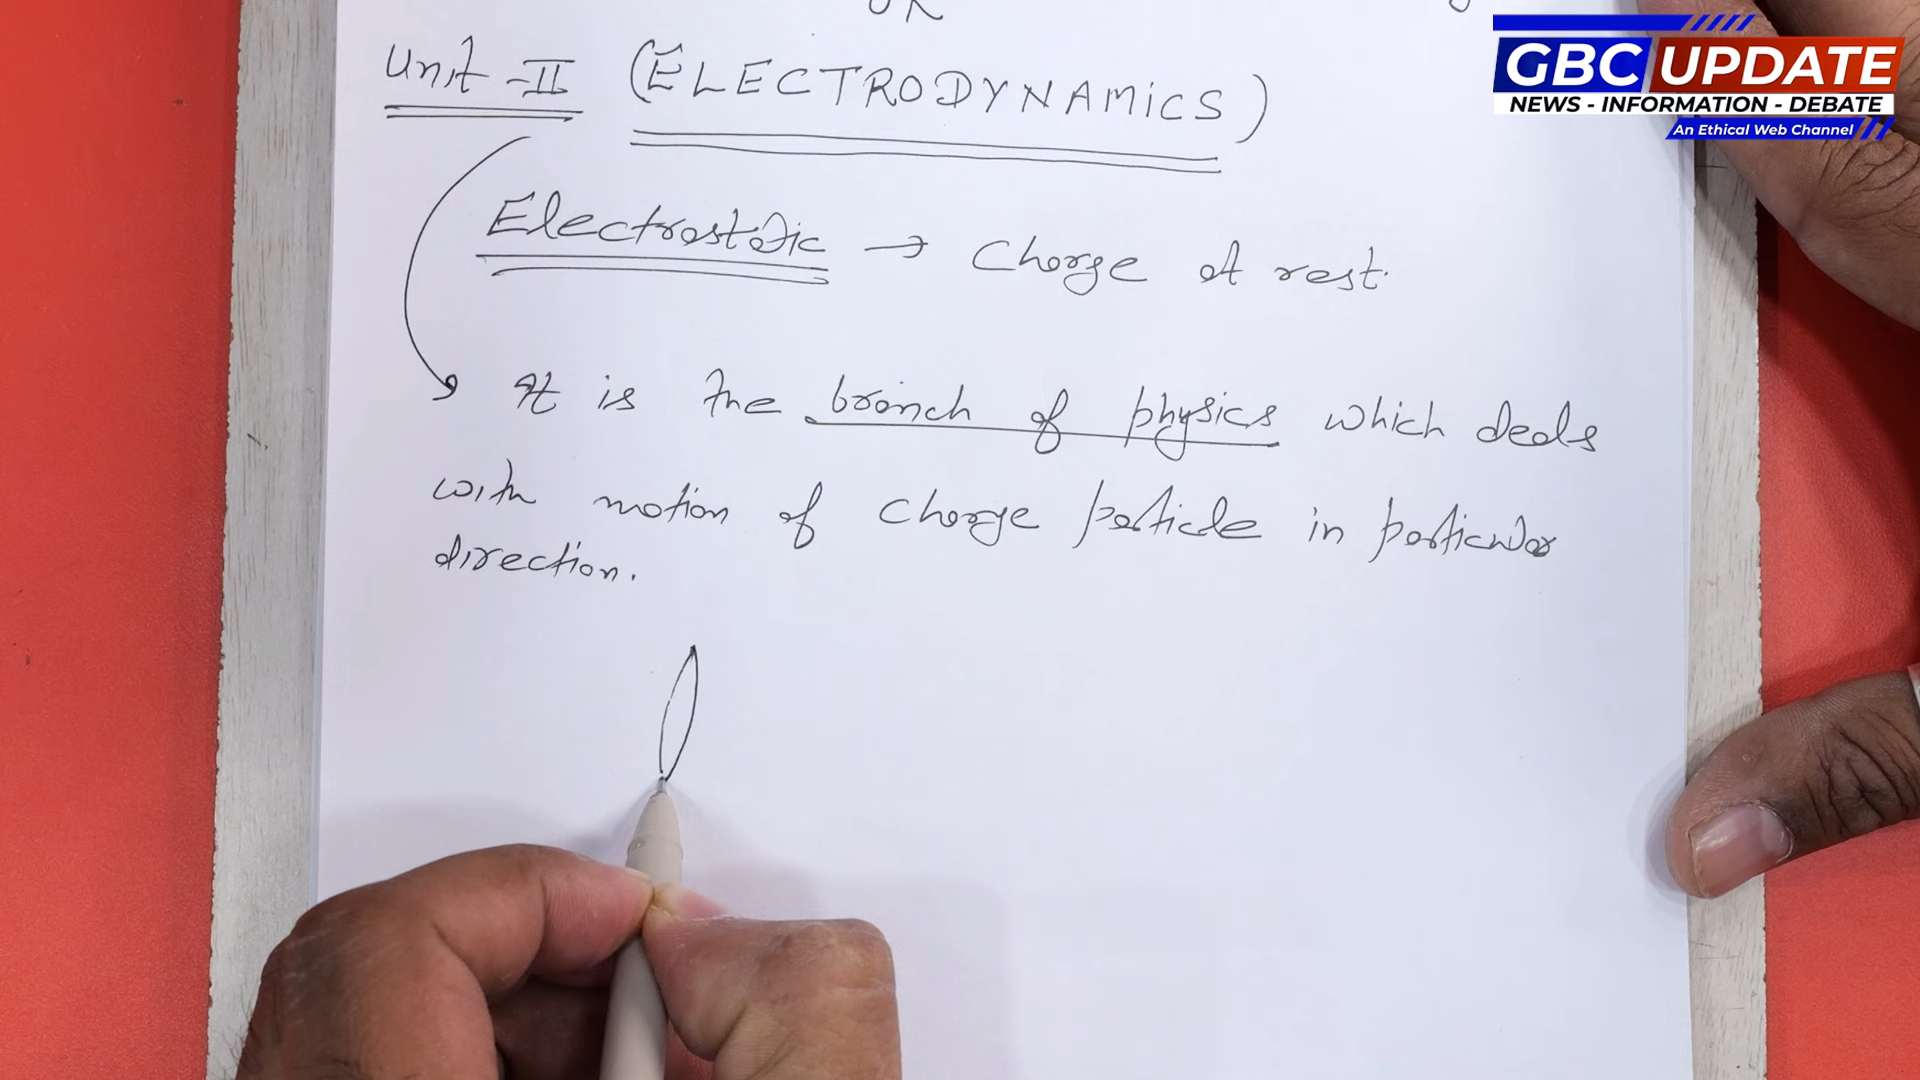 GBC UPDATE
NEWS - INFORMATION - DEBATE
An Ethical Web Channel
Unit-II (ELECTRODYNAMICS)
Electrostatic → Charge at rest.
It is the branch of physics which deals
with motion of charge particle in particular
direction.